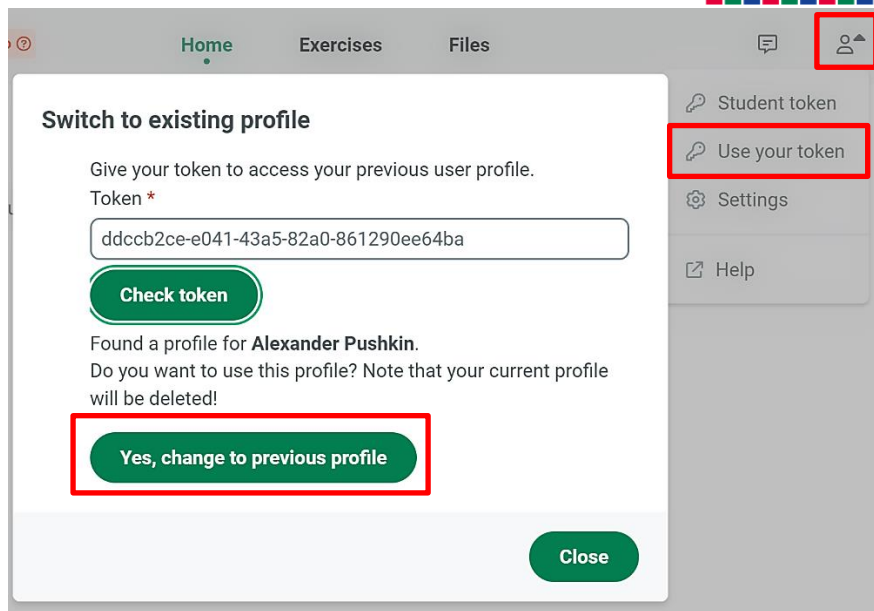 Home Exercises Files
Student token
Use your token
Settings
Help
Switch to existing profile
Give your token to access your previous user profile.
Token *
ddccb2ce-e041-43a5-82a0-861290ee64ba
Check token
Found a profile for Alexander Pushkin.
Do you want to use this profile? Note that your current profile
will be deleted!
Yes, change to previous profile
Close